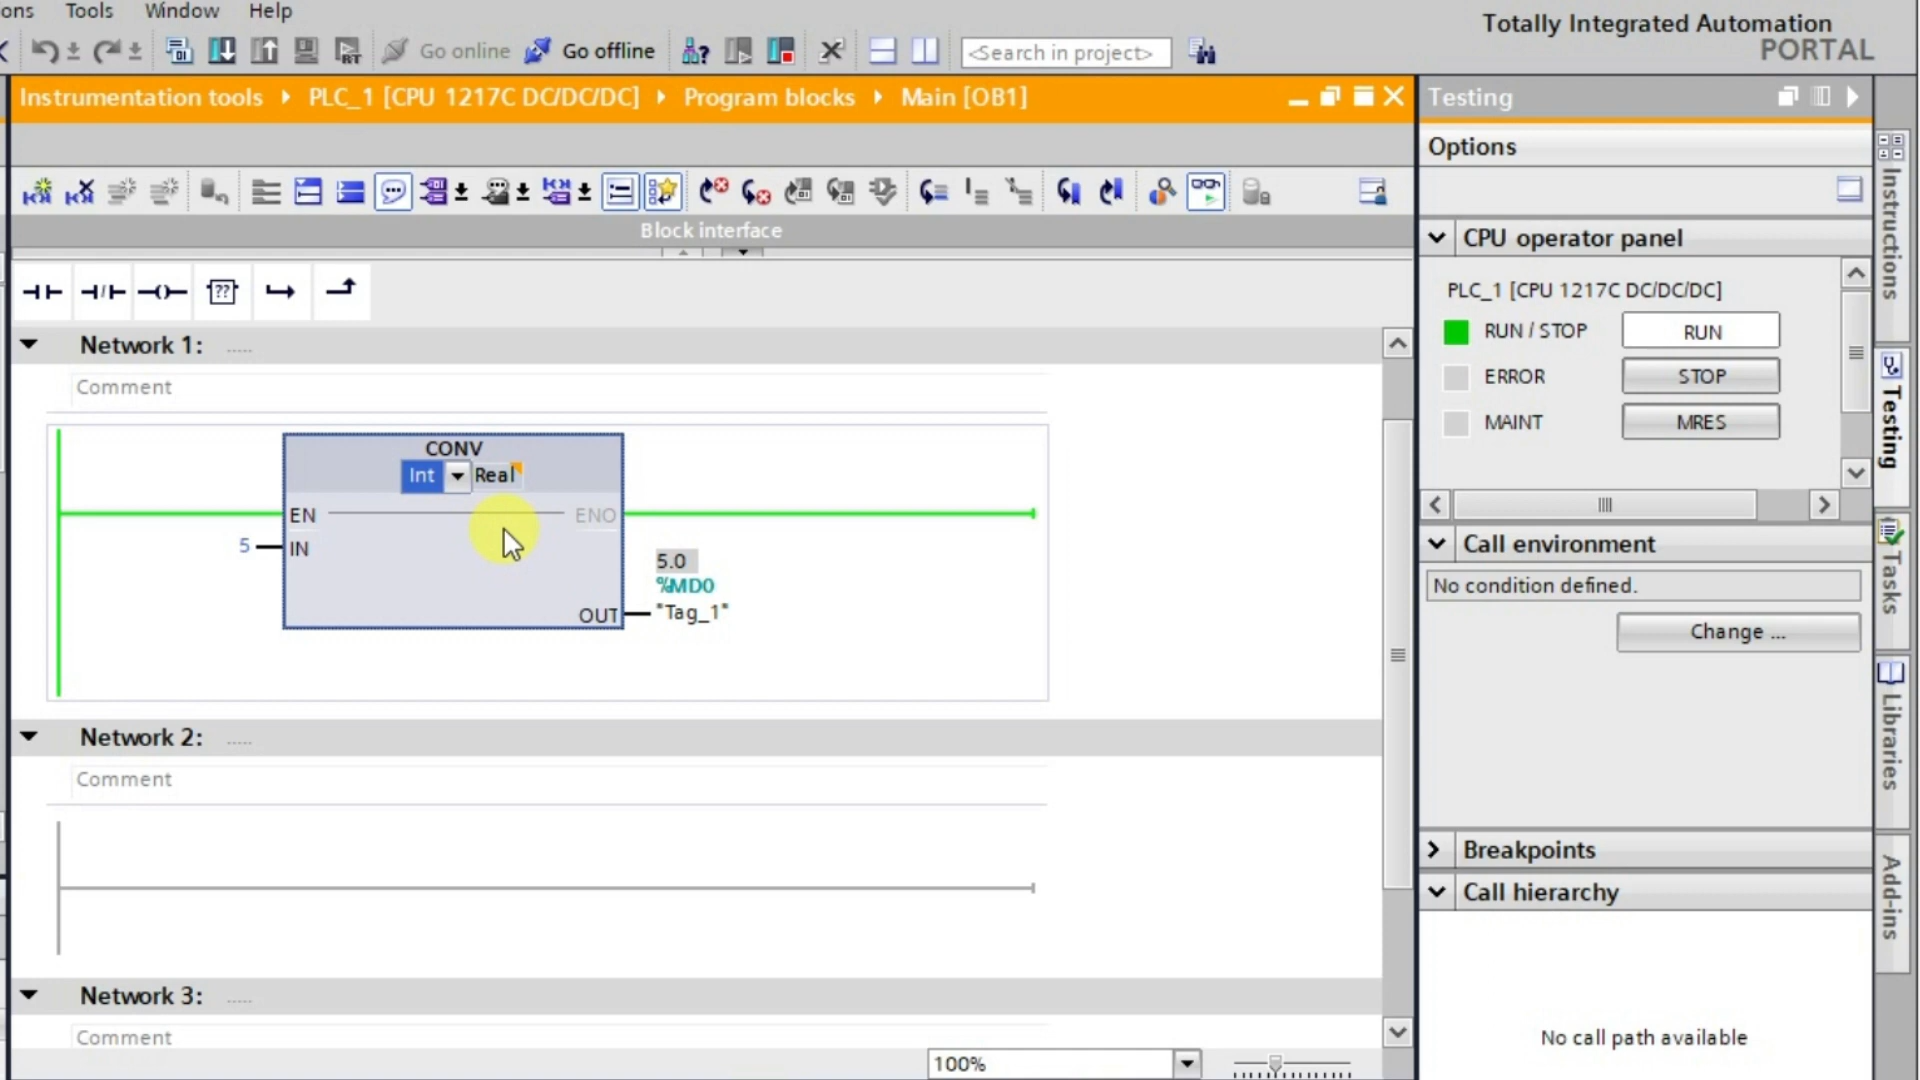 ons Tools Window Help
Totally Integrated Automation
PORTAL
Go online Go offline <Search in project>
Instrumentation tools PLC_1 [CPU 1217C DC/DC/DC] Program blocks Main [OB1]
Testing
Options
Block interface
CPU operator panel
PLC_1 [CPU 1217C DC/DC/DC]
RUN / STOP RUN
ERROR STOP
MAINT MRES
??
Network 1: .....
Comment
CONV
Int Real
EN ENO
5 IN
5.0
%MD0
OUT "Tag_1"
Call environment
No condition defined.
Change ...
Network 2: .....
Comment
Breakpoints
Call hierarchy
No call path available
Network 3: .....
Comment
100%
Instructions
Testing
Tasks
Libraries
Add-ins